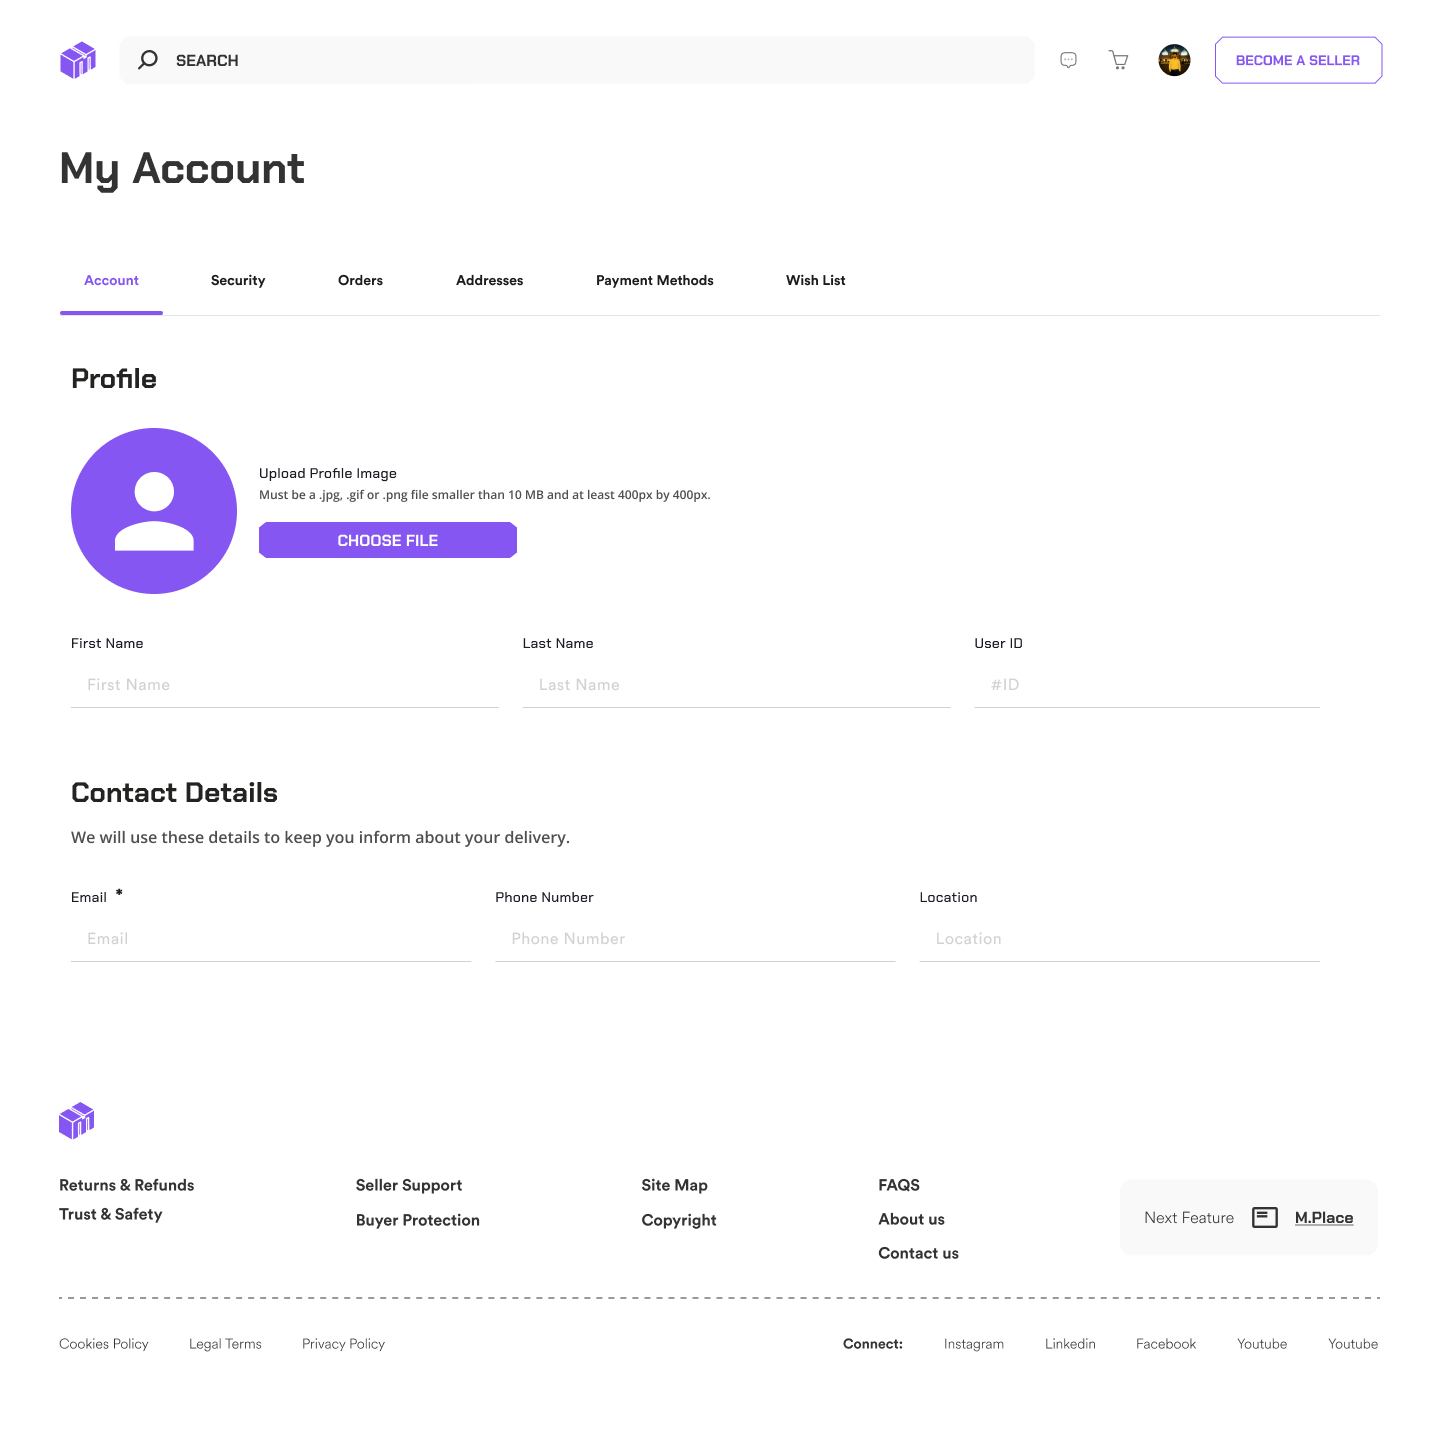 SEARCH
BECOME A SELLER
My Account
Account
Security
Orders
Addresses
Payment Methods
Wish List
Profile
Upload Profile Image
Must be a .jpg, .gif or .png file smaller than 10 MB and at least 400px by 400px.
CHOOSE FILE
First Name
Last Name
User ID
First Name
Last Name
#ID
Contact Details
We will use these details to keep you inform about your delivery.
Email *
Phone Number
Location
Email
Phone Number
Location
Returns & Refunds
Trust & Safety
Seller Support
Buyer Protection
Site Map
Copyright
FAQS
About us
Contact us
Next Feature
M.Place
Cookies Policy
Legal Terms
Privacy Policy
Connect:
Instagram
Linkedin
Facebook
Youtube
Youtube